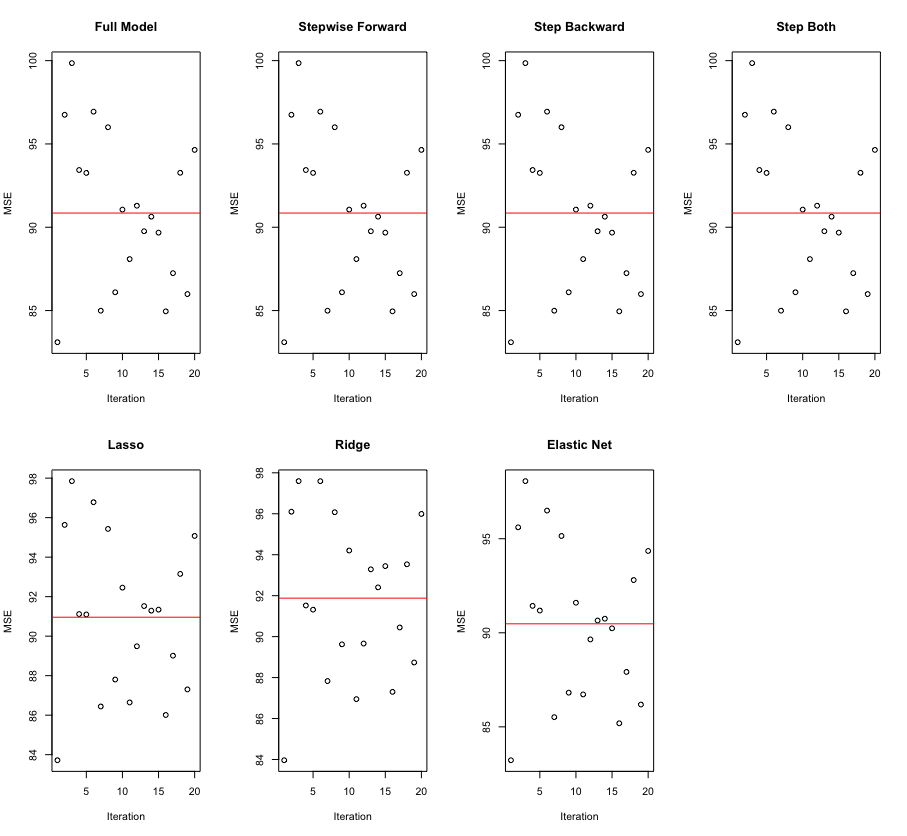 Full Model
Stepwise Forward
Step Backward
Step Both
100
95
90
85
MSE
5 10 15 20
Iteration
100
95
90
85
MSE
5 10 15 20
Iteration
100
95
90
85
MSE
5 10 15 20
Iteration
100
95
90
85
MSE
5 10 15 20
Iteration
Lasso
Ridge
Elastic Net
98
96
94
92
90
88
86
84
MSE
5 10 15 20
Iteration
98
96
94
92
90
88
86
84
MSE
5 10 15 20
Iteration
95
90
85
MSE
5 10 15 20
Iteration